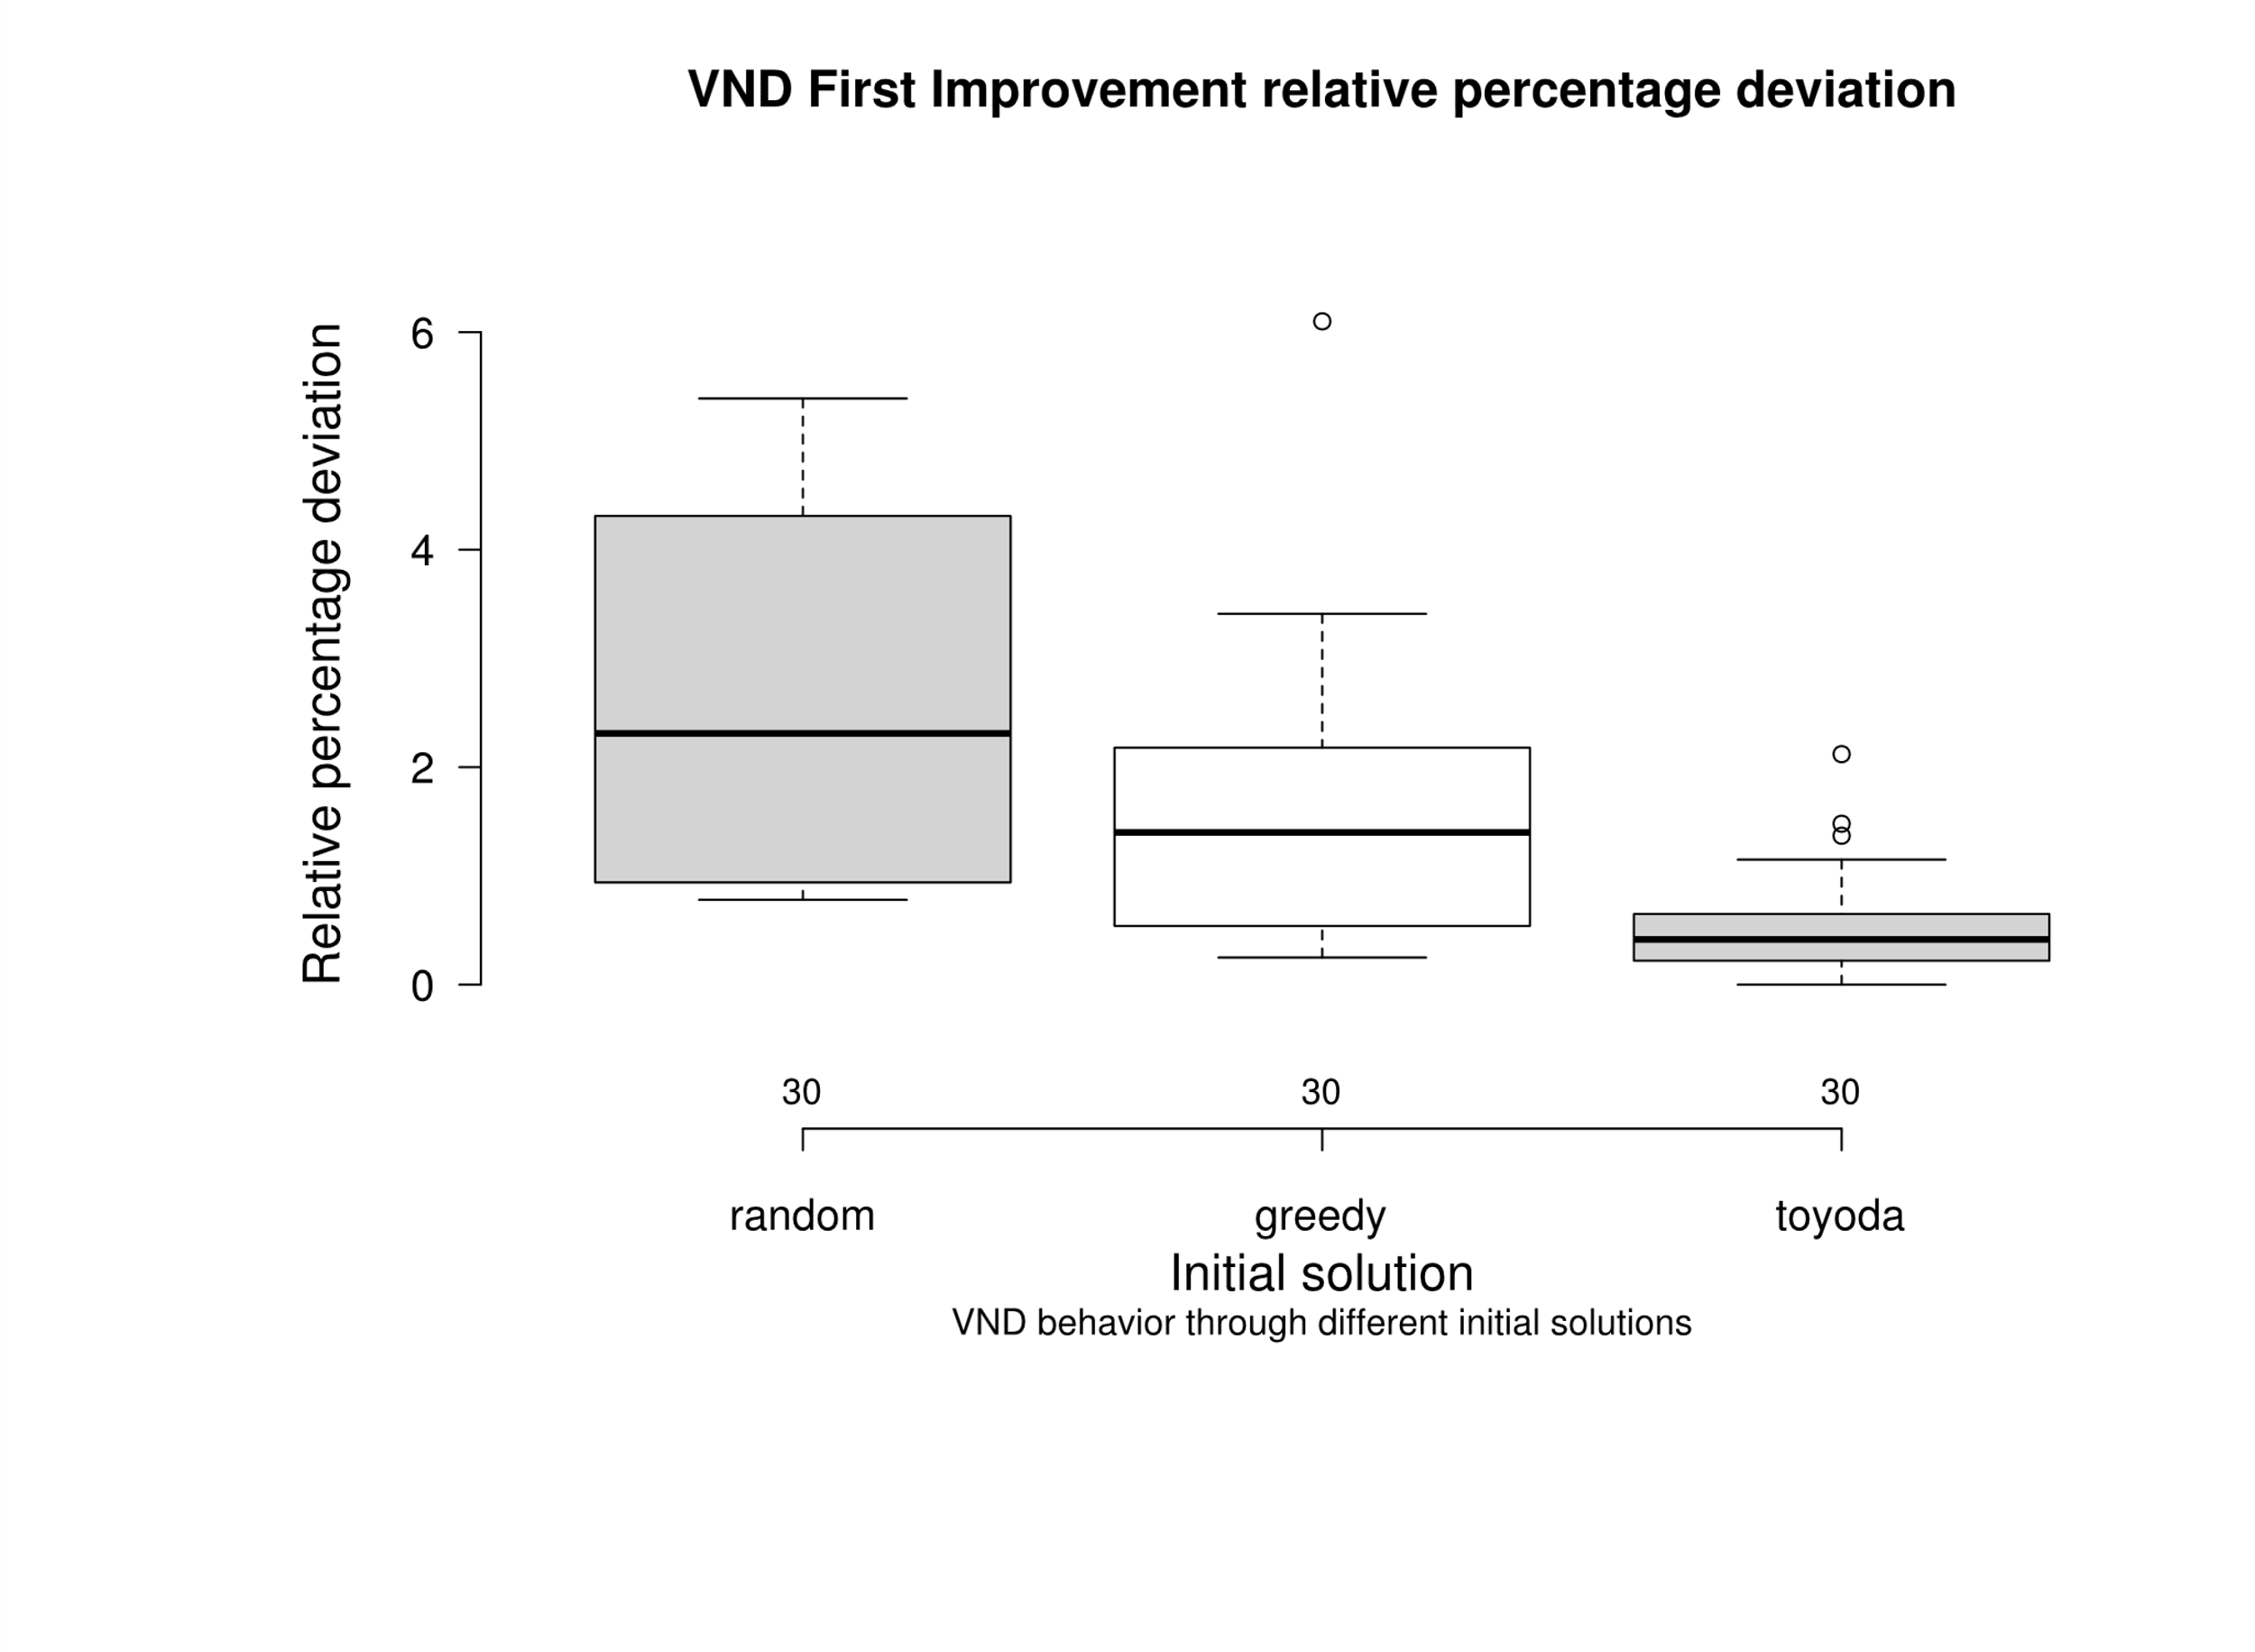 VND First Improvement relative percentage deviation
Relative percentage deviation
6
4
2
0
30 30 30
random greedy toyoda
Initial solution
VND behavior through different initial solutions